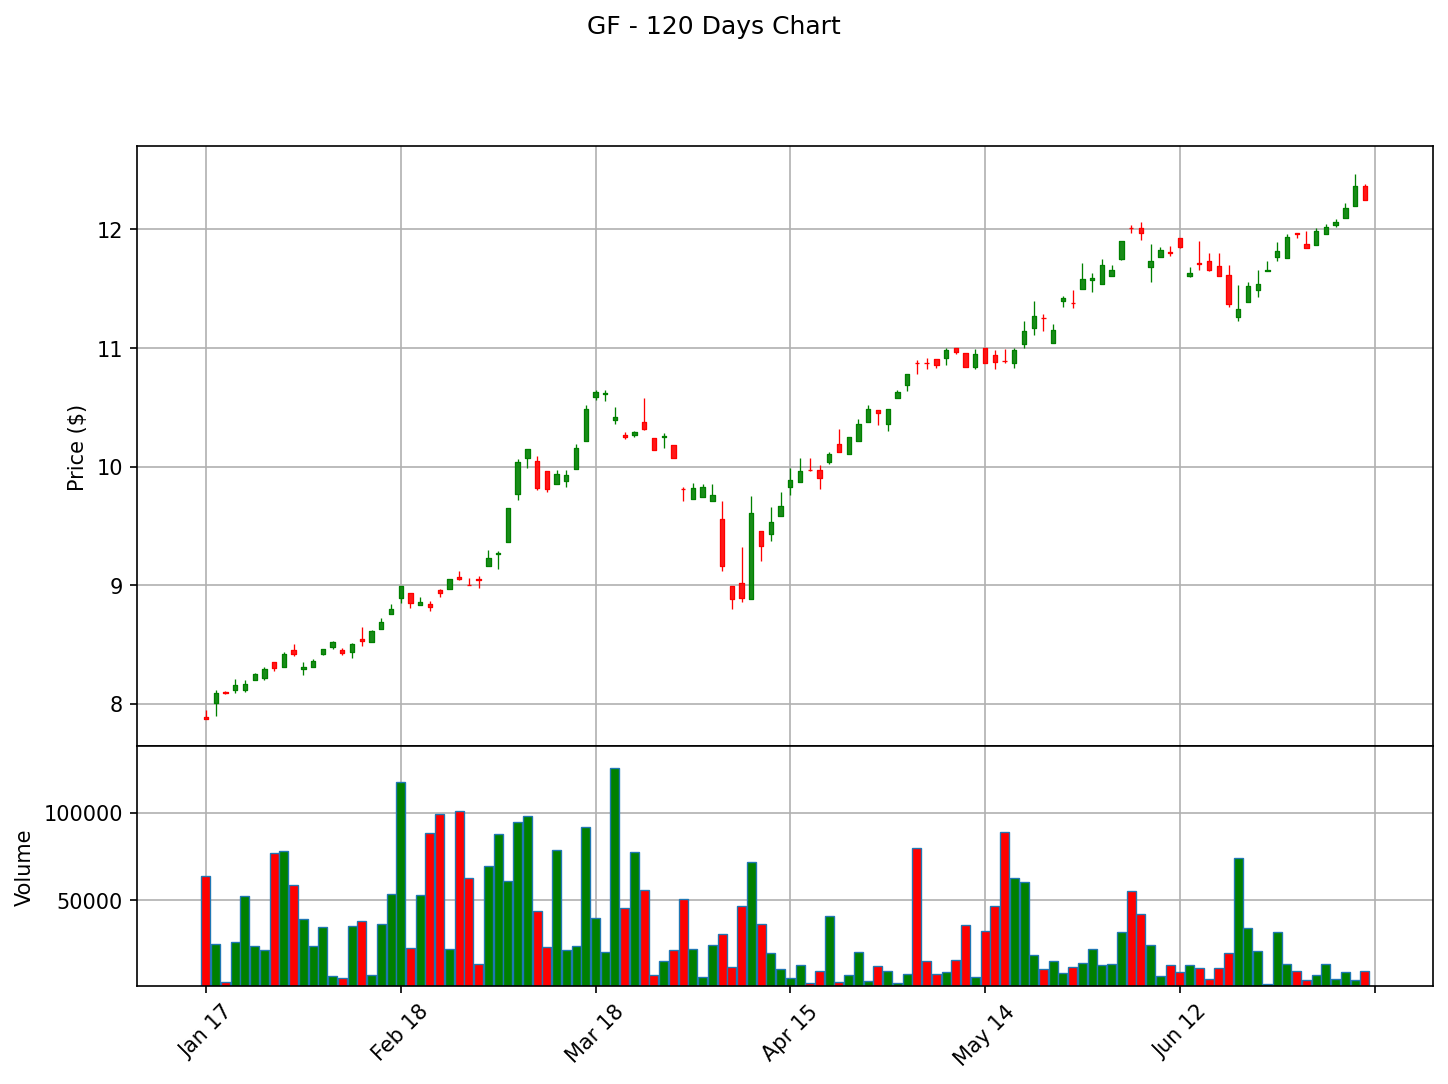 GF - 120 Days Chart
Price ($)
12
11
10
9
8
Volume
100000
50000
Jan 17
Feb 18
Mar 18
Apr 15
May 14
Jun 12